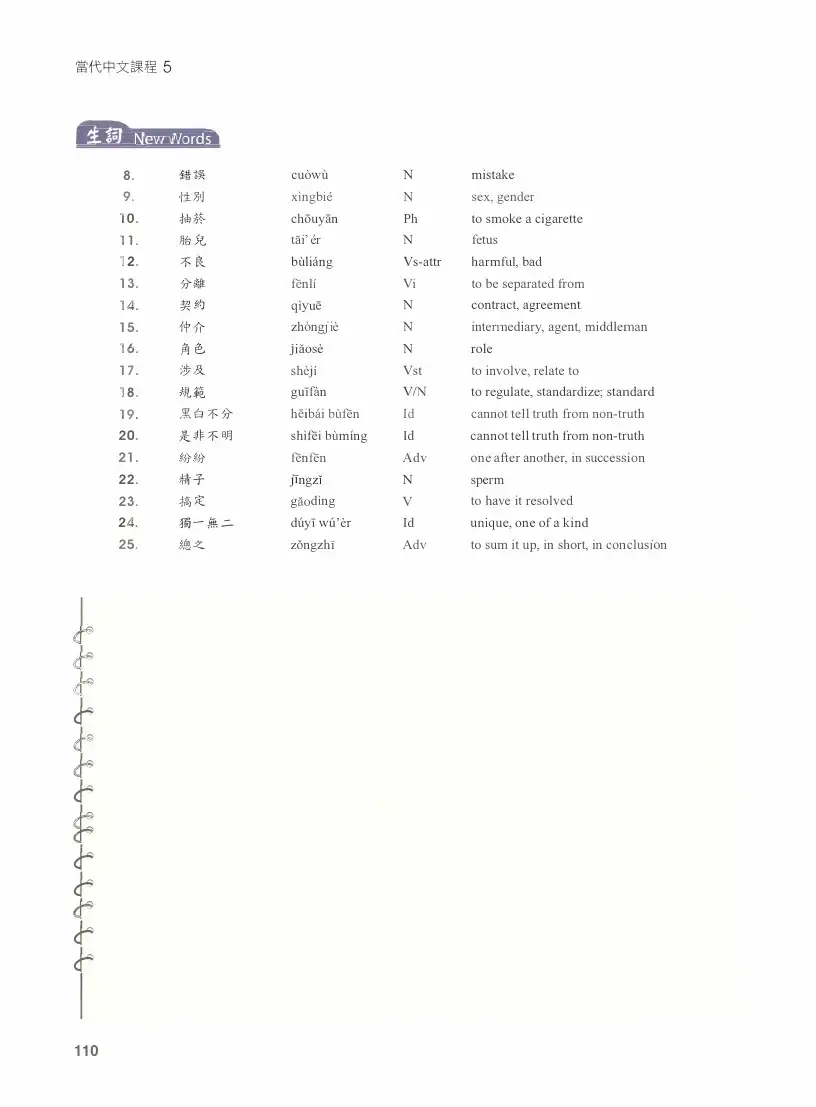 當代中文課程 5
生詞 New Words
8. 錯誤 cuòwù N mistake
9. 性別 xìngbié N sex, gender
10. 抽菸 chōuyān Ph to smoke a cigarette
11. 胎兒 tāi’ér N fetus
12. 不良 bùliáng Vs-attr harmful, bad
13. 分離 fēnlí Vi to be separated from
14. 契約 qìyuē N contract, agreement
15. 仲介 zhòngjiè N intermediary, agent, middleman
16. 角色 jiǎosè N role
17. 涉及 shèjí Vst to involve, relate to
18. 規範 guīfàn V/N to regulate, standardize; standard
19. 黑白不分 hēibái bùfēn Id cannot tell truth from non-truth
20. 是非不明 shìfēi bùmíng Id cannot tell truth from non-truth
21. 紛紛 fēnfēn Adv one after another, in succession
22. 精子 jīngzǐ N sperm
23. 搞定 gǎodìng V to have it resolved
24. 獨一無二 dúyī wú’èr Id unique, one of a kind
25. 總之 zǒngzhī Adv to sum it up, in short, in conclusion
110